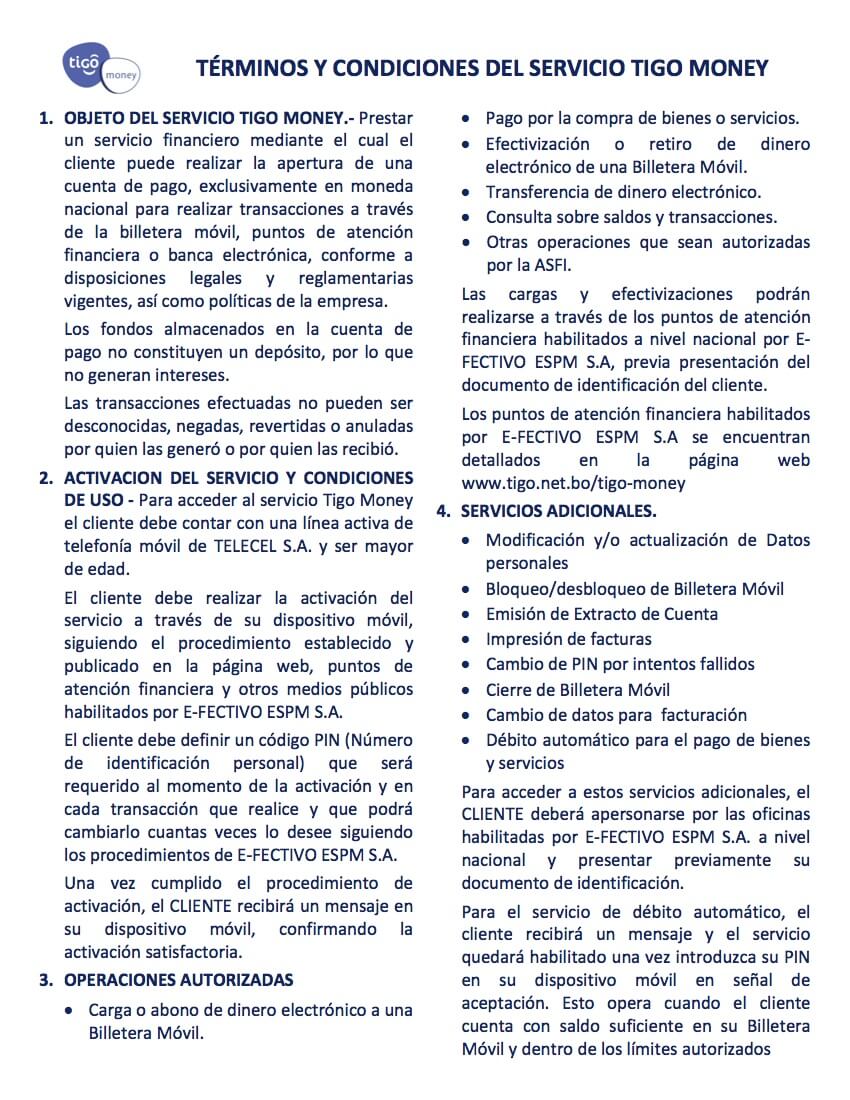 tigo
money
TÉRMINOS Y CONDICIONES DEL SERVICIO TIGO MONEY
1. OBJETO DEL SERVICIO TIGO MONEY.- Prestar
un servicio financiero mediante el cual el
cliente puede realizar la apertura de una
cuenta de pago, exclusivamente en moneda
nacional para realizar transacciones a través
de la billetera móvil, puntos de atención
financiera o banca electrónica, conforme a
disposiciones legales y reglamentarias
vigentes, así como políticas de la empresa.
Los fondos almacenados en la cuenta de
pago no constituyen un depósito, por lo que
no generan intereses.
Las transacciones efectuadas no pueden ser
desconocidas, negadas, revertidas o anuladas
por quien las generó o por quien las recibió.
2. ACTIVACION DEL SERVICIO Y CONDICIONES
DE USO - Para acceder al servicio Tigo Money
el cliente debe contar con una línea activa de
telefonía móvil de TELECEL S.A. y ser mayor
de edad.
El cliente debe realizar la activación del
servicio a través de su dispositivo móvil,
siguiendo el procedimiento establecido y
publicado en la página web, puntos de
atención financiera y otros medios públicos
habilitados por E-FECTIVO ESPM S.A.
El cliente debe definir un código PIN (Número
de identificación personal) que será
requerido al momento de la activación y en
cada transacción que realice y que podrá
cambiarlo cuantas veces lo desee siguiendo
los procedimientos de E-FECTIVO ESPM S.A.
Una vez cumplido el procedimiento de
activación, el CLIENTE recibirá un mensaje en
su dispositivo móvil, confirmando la
activación satisfactoria.
3. OPERACIONES AUTORIZADAS
• Carga o abono de dinero electrónico a una
Billetera Móvil.
• Pago por la compra de bienes o servicios.
• Efectivización o retiro de dinero
electrónico de una Billetera Móvil.
• Transferencia de dinero electrónico.
• Consulta sobre saldos y transacciones.
• Otras operaciones que sean autorizadas
por la ASFI.
Las cargas y efectivizaciones podrán
realizarse a través de los puntos de atención
financiera habilitados a nivel nacional por E-
FECTIVO ESPM S.A, previa presentación del
documento de identificación del cliente.
Los puntos de atención financiera habilitados
por E-FECTIVO ESPM S.A se encuentran
detallados en la página web
www.tigo.net.bo/tigo-money
4. SERVICIOS ADICIONALES.
• Modificación y/o actualización de Datos
personales
• Bloqueo/desbloqueo de Billetera Móvil
• Emisión de Extracto de Cuenta
• Impresión de facturas
• Cambio de PIN por intentos fallidos
• Cierre de Billetera Móvil
• Cambio de datos para facturación
• Débito automático para el pago de bienes
y servicios
Para acceder a estos servicios adicionales, el
CLIENTE deberá apersonarse por las oficinas
habilitadas por E-FECTIVO ESPM S.A. a nivel
nacional y presentar previamente su
documento de identificación.
Para el servicio de débito automático, el
cliente recibirá un mensaje y el servicio
quedará habilitado una vez introduzca su PIN
en su dispositivo móvil en señal de
aceptación. Esto opera cuando el cliente
cuenta con saldo suficiente en su Billetera
Móvil y dentro de los límites autorizados